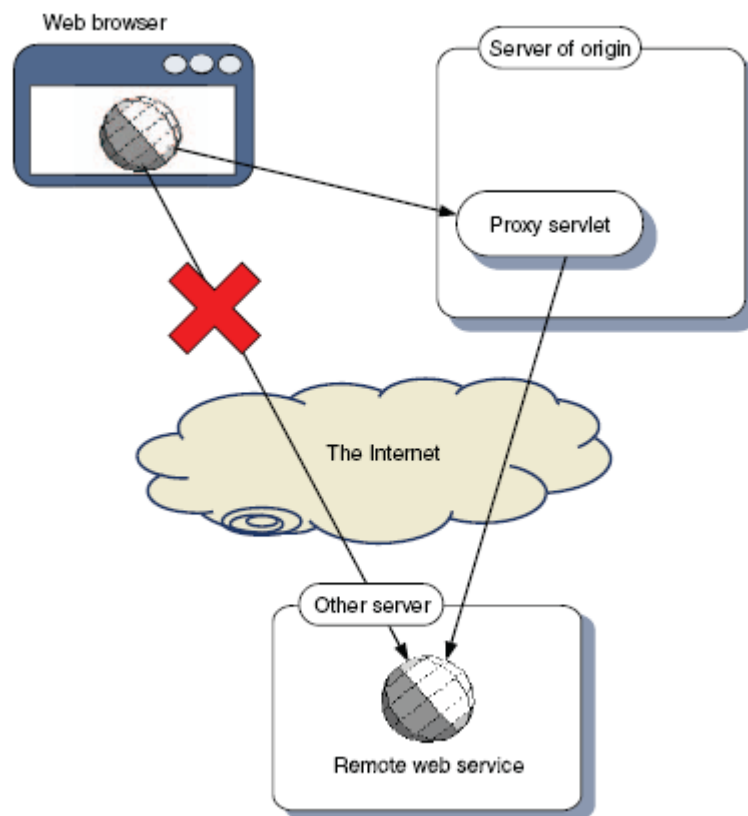 Web browser
Server of origin
Proxy servlet
The Internet
Other server
Remote web service